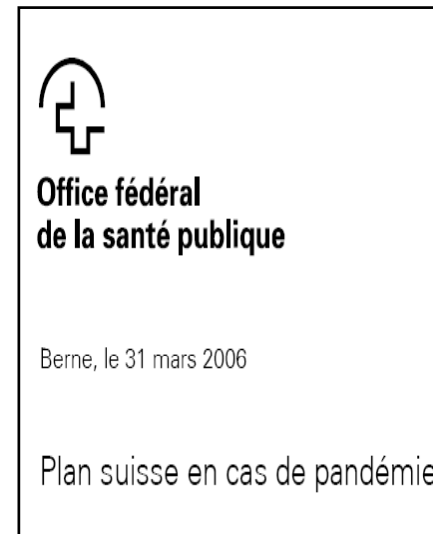 Office fédéral
de la santé publique
Berne, le 31 mars 2006
Plan suisse en cas de pandémie